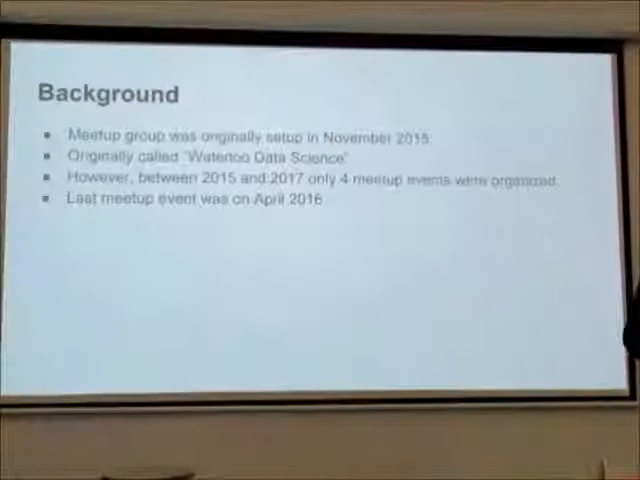 Background
Meetup group was originally setup in November 2015
Originally called "Waterloo Data Science"
However, between 2015 and 2017 only 4 meetup events were organized.
Last meetup event was on April 2016